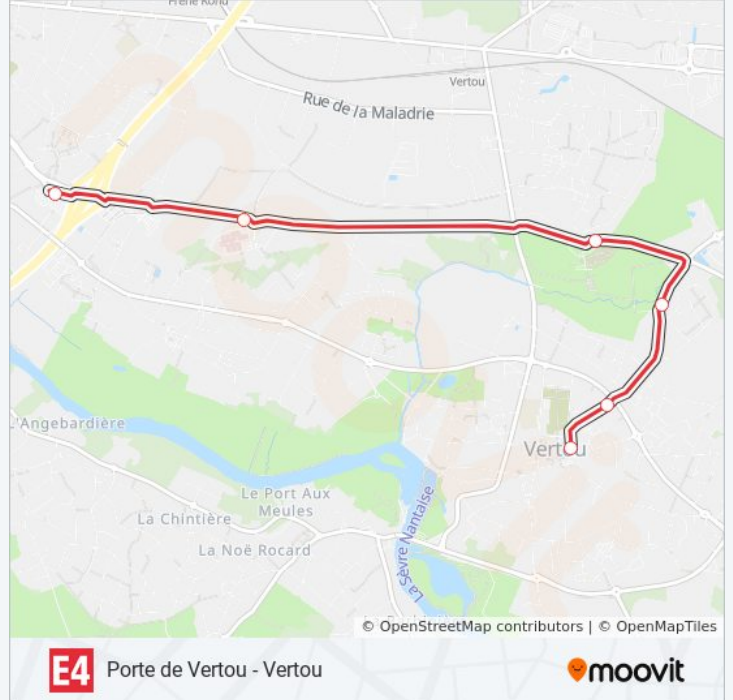 Frêne Rond
Vertou
Rue de la Maladrie
L'Angebardière
Vertou
Le Port Aux
Meules
La Chintière
La Noë Rocard
La Sèvre Nantaise
© OpenStreetMap contributors | © OpenMapTiles
E4 Porte de Vertou - Vertou
moovit